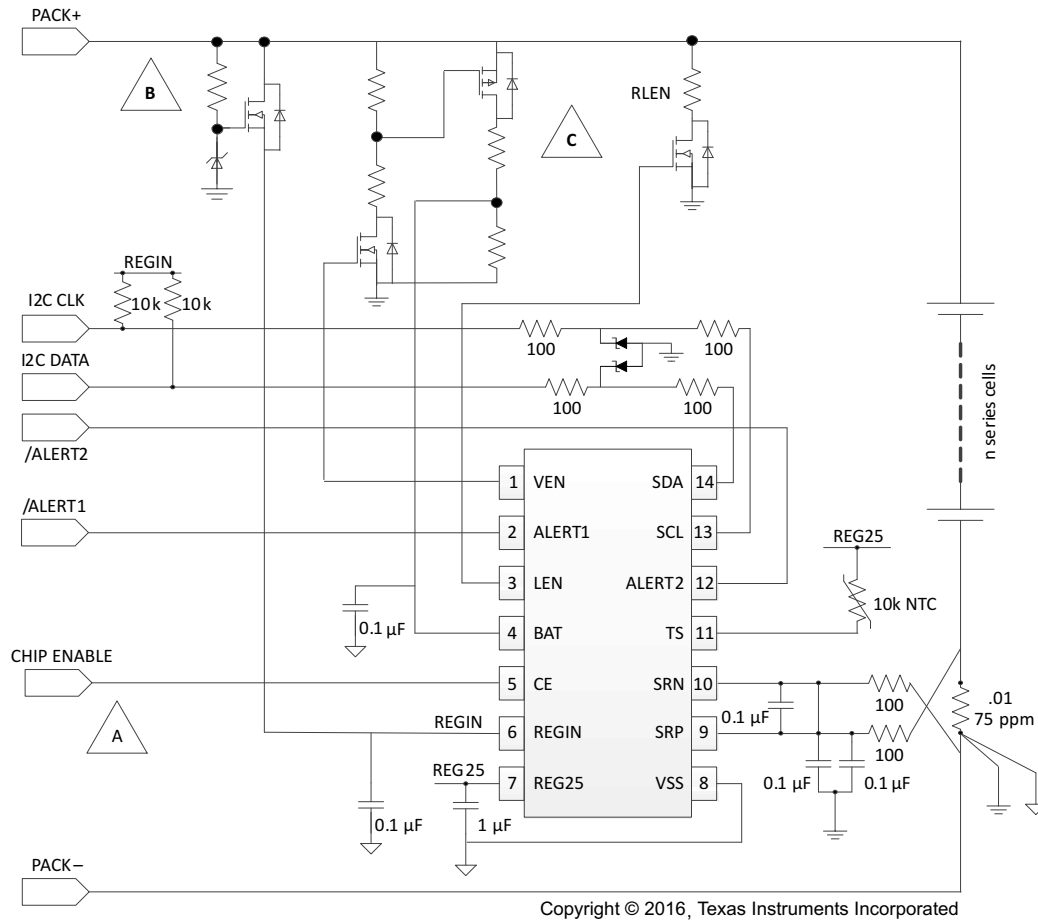 PACK+
B
C
RLEN
REGIN
I2C CLK
10k
10k
100
100
I2C DATA
100
100
/ALERT2
n series cells
/ALERT1
1 VEN
SDA 14
2 ALERT1
SCL 13
REG25
3 LEN
ALERT2 12
10k NTC
0.1 µF
4 BAT
TS 11
CHIP ENABLE
5 CE
SRN 10
.01
75 ppm
100
0.1 µF
A
REGIN
6 REGIN
SRP 9
100
REG25
7 REG25
VSS 8
0.1 µF
0.1 µF
0.1 µF
1 µF
PACK–
Copyright © 2016, Texas Instruments Incorporated